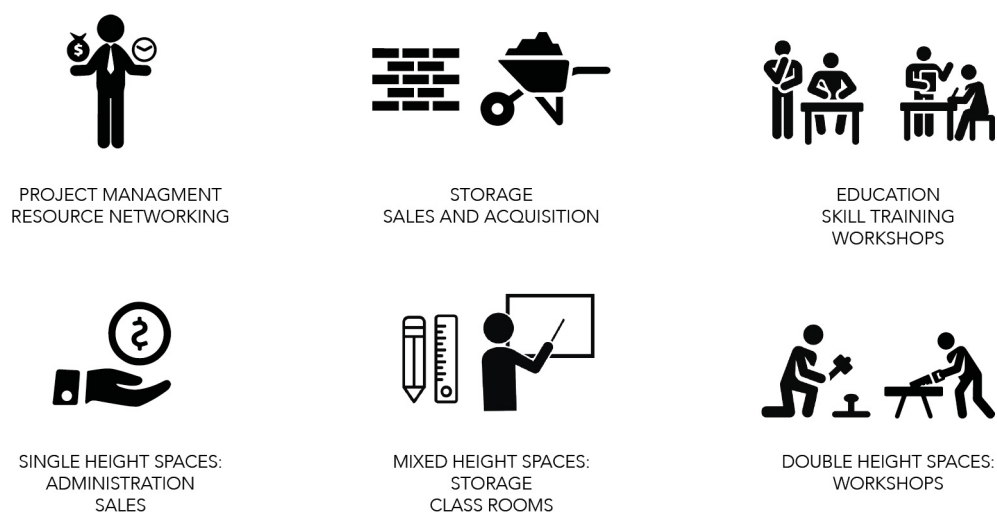 $
PROJECT MANAGMENT
RESOURCE NETWORKING
STORAGE
SALES AND ACQUISITION
EDUCATION
SKILL TRAINING
WORKSHOPS
$
SINGLE HEIGHT SPACES:
ADMINISTRATION
SALES
MIXED HEIGHT SPACES:
STORAGE
CLASS ROOMS
DOUBLE HEIGHT SPACES:
WORKSHOPS